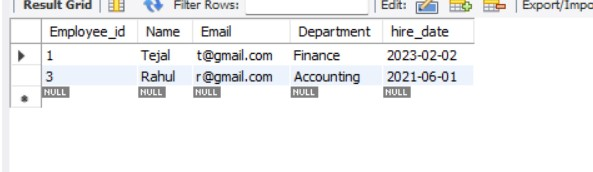 Result Grid Filter Rows: Edit: Export/Impo
Employee_id Name Email Department hire_date
1 Tejal t@gmail.com Finance 2023-02-02
3 Rahul r@gmail.com Accounting 2021-06-01
NULL NULL NULL NULL NULL